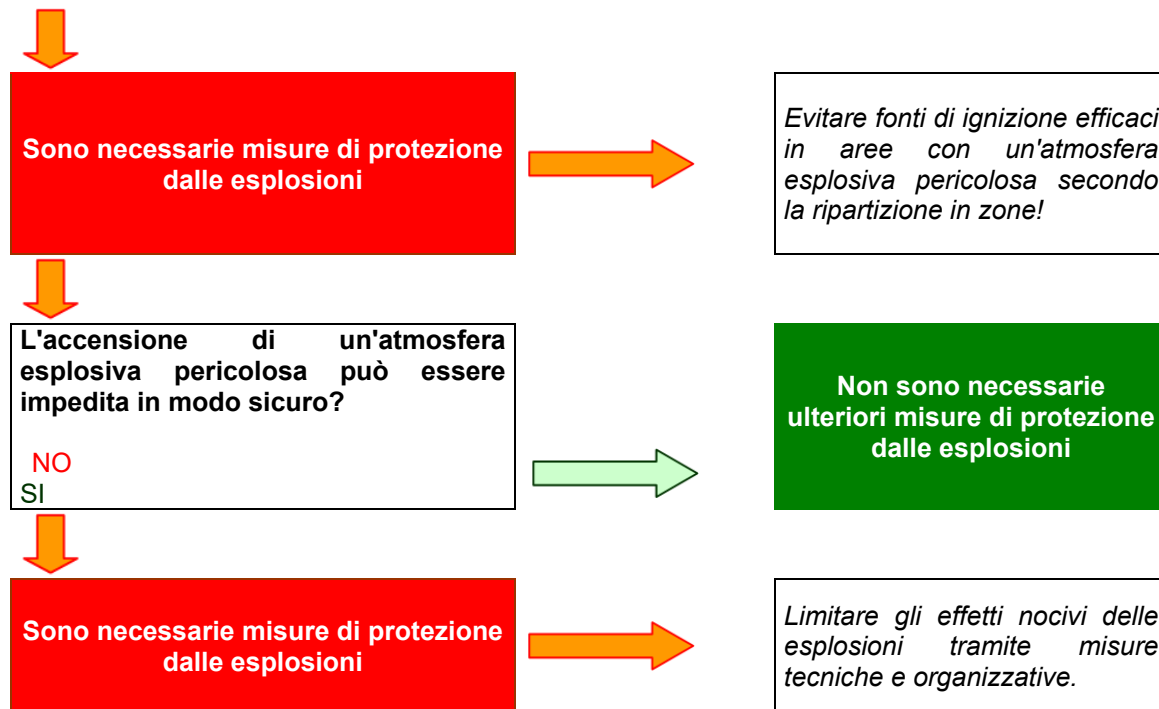 Sono necessarie misure di protezione
dalle esplosioni
Evitare fonti di ignizione efficaci
in aree con un'atmosfera
esplosiva pericolosa secondo
la ripartizione in zone!
L'accensione di un'atmosfera
esplosiva pericolosa può essere
impedita in modo sicuro?
NO
SI
Non sono necessarie
ulteriori misure di protezione
dalle esplosioni
Sono necessarie misure di protezione
dalle esplosioni
Limitare gli effetti nocivi delle
esplosioni tramite misure
tecniche e organizzative.